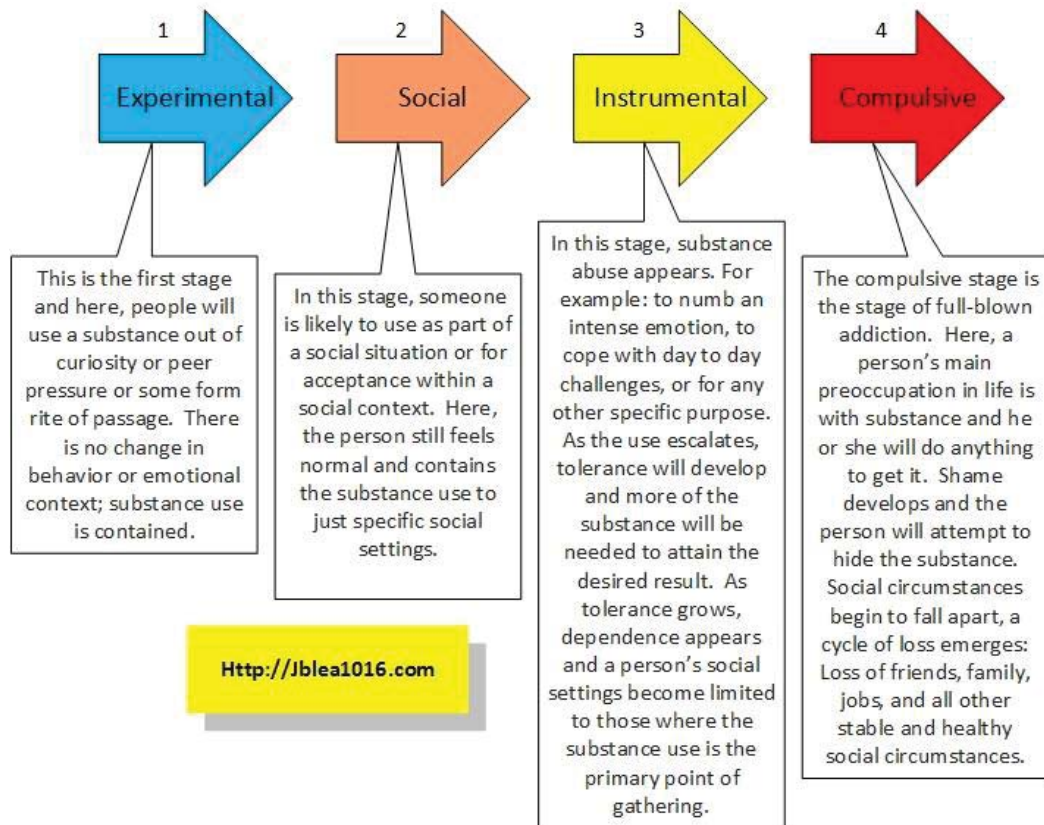 1
Experimental
This is the first stage
and here, people will
use a substance out of
curiosity or peer
pressure or some form
rite of passage.  There
is no change in
behavior or emotional
context; substance use
is contained.
2
Social
In this stage, someone
is likely to use as part of
a social situation or for
acceptance within a
social context.  Here,
the person still feels
normal and contains
the substance use to
just specific social
settings.
3
Instrumental
In this stage, substance
abuse appears.  For
example: to numb an
intense emotion, to
cope with day to day
challenges, or for any
other specific purpose.
As the use escalates,
tolerance will develop
and more of the
substance will be
needed to attain the
desired result.  As
tolerance grows,
dependence appears
and a person's social
settings become limited
to those where the
substance use is the
primary point of
gathering.
4
Compulsive
The compulsive stage is
the stage of full-blown
addiction.  Here, a
person's main
preoccupation in life is
with substance and he
or she will do anything
to get it.  Shame
develops and the
person will attempt to
hide the substance.
Social circumstances
begin to fall apart, a
cycle of loss emerges:
Loss of friends, family,
jobs, and all other
stable and healthy
social circumstances.
Http://Jblea1016.com